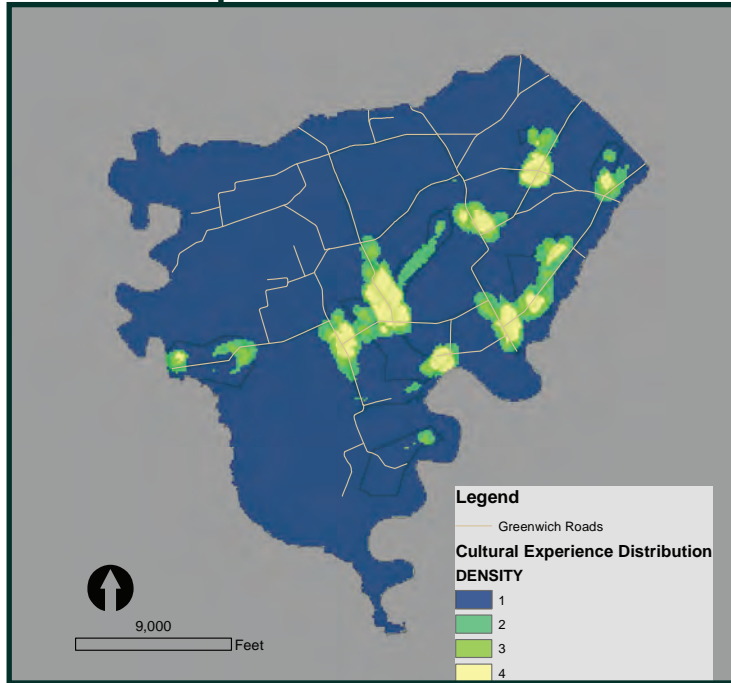 9,000
Feet
Legend
Greenwich Roads
Cultural Experience Distribution
DENSITY
1
2
3
4